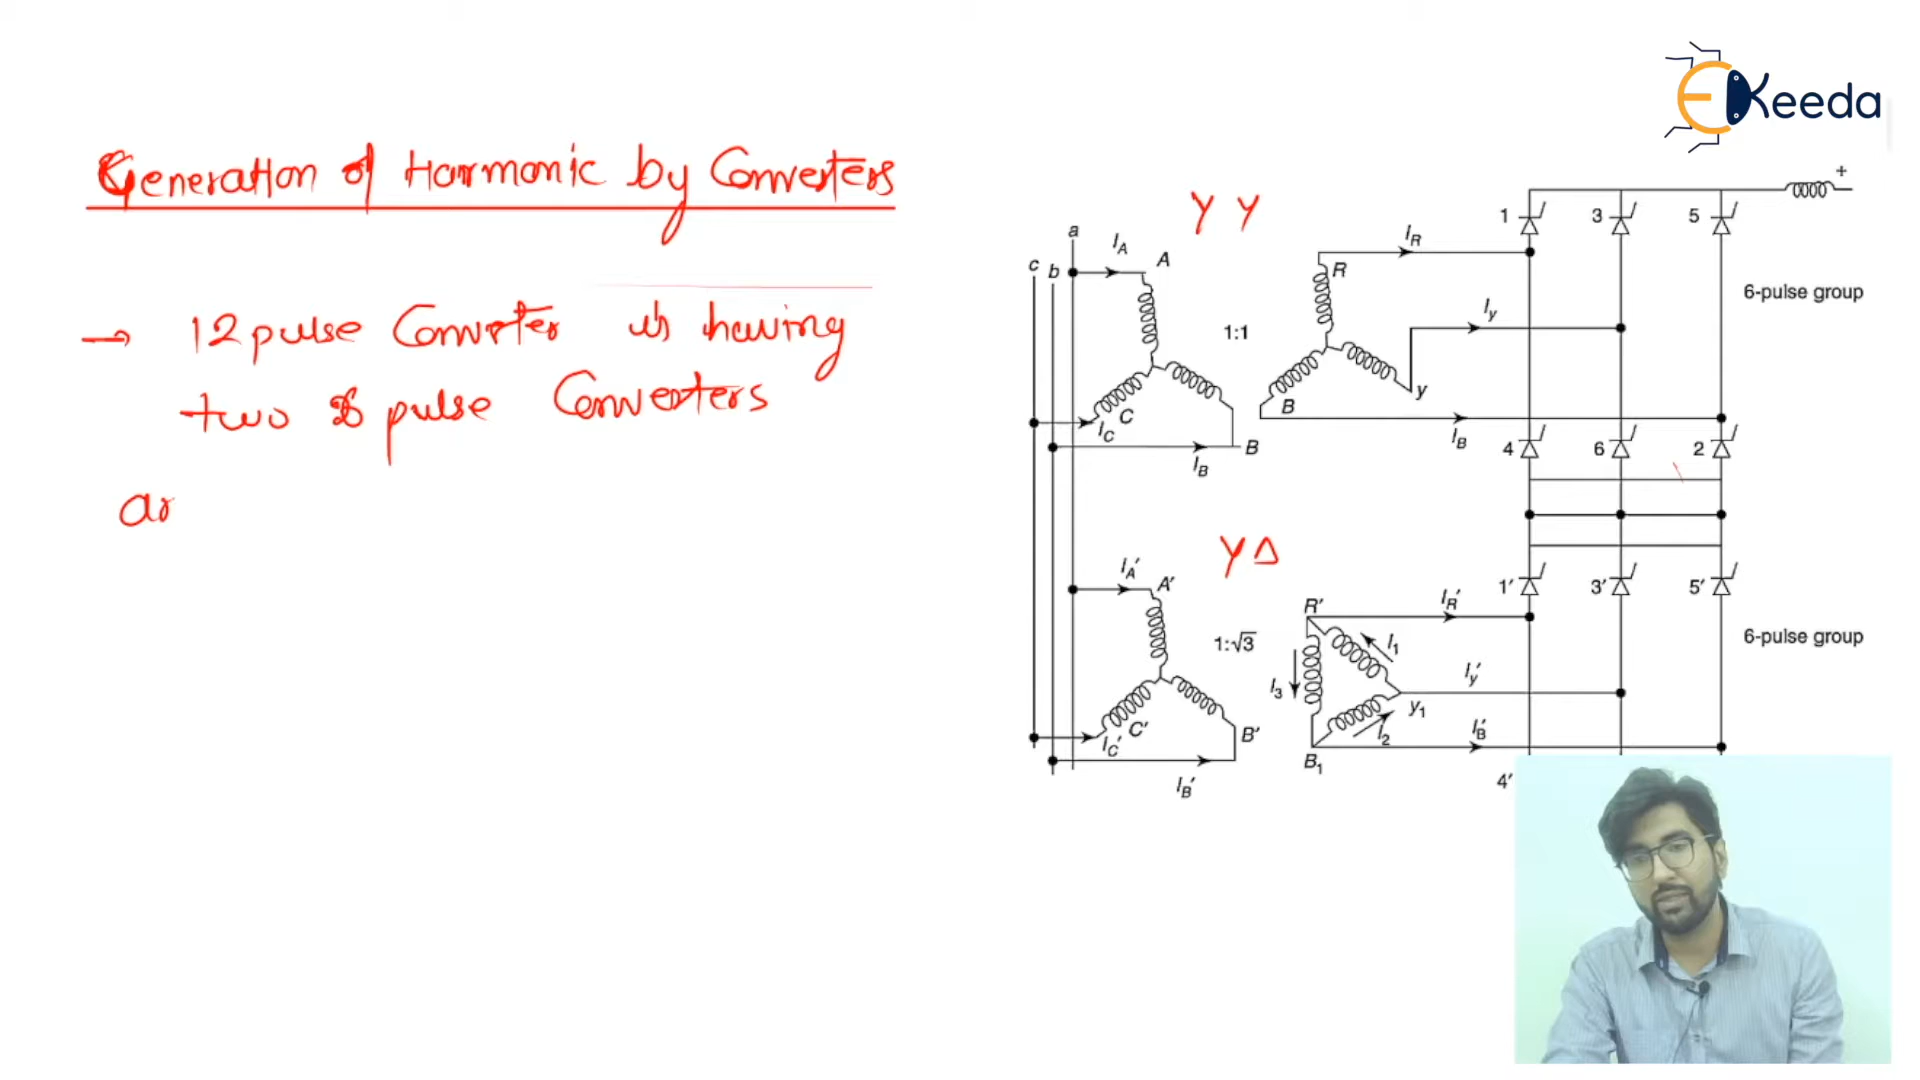 EKeeda
Generation of Harmonic by Converters
→ 12 pulse Converter is having
two 6 pulse Converters
ar
Y Y
a
c b
I_A
A
1:1
C
I_C
B
I_B
R
I_R
I_y
y
B
I_B
1 3 5
+
6-pulse group
4 6 2
Y Δ
I_A'
A'
1:√3
C'
I_C'
B'
I_B'
R'
I_R'
I_1
I_3
I_y'
y_1
I_2
I_B'
B_1
1' 3' 5'
6-pulse group
4'